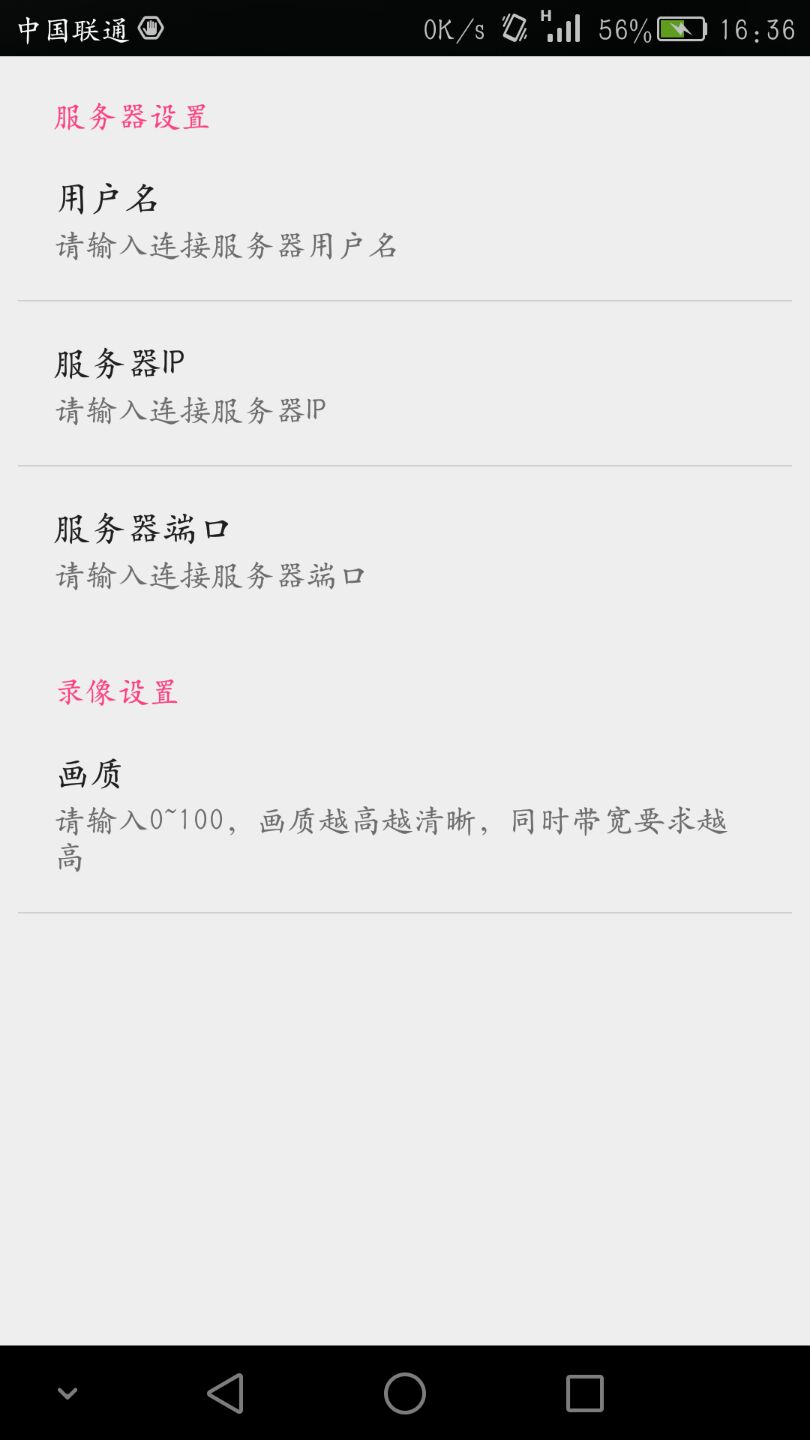 中国联通 0K/s H 56% 16:36
服务器设置
用户名
请输入连接服务器用户名
服务器IP
请输入连接服务器IP
服务器端口
请输入连接服务器端口
录像设置
画质
请输入0~100，画质越高越清晰，同时带宽要求越
高